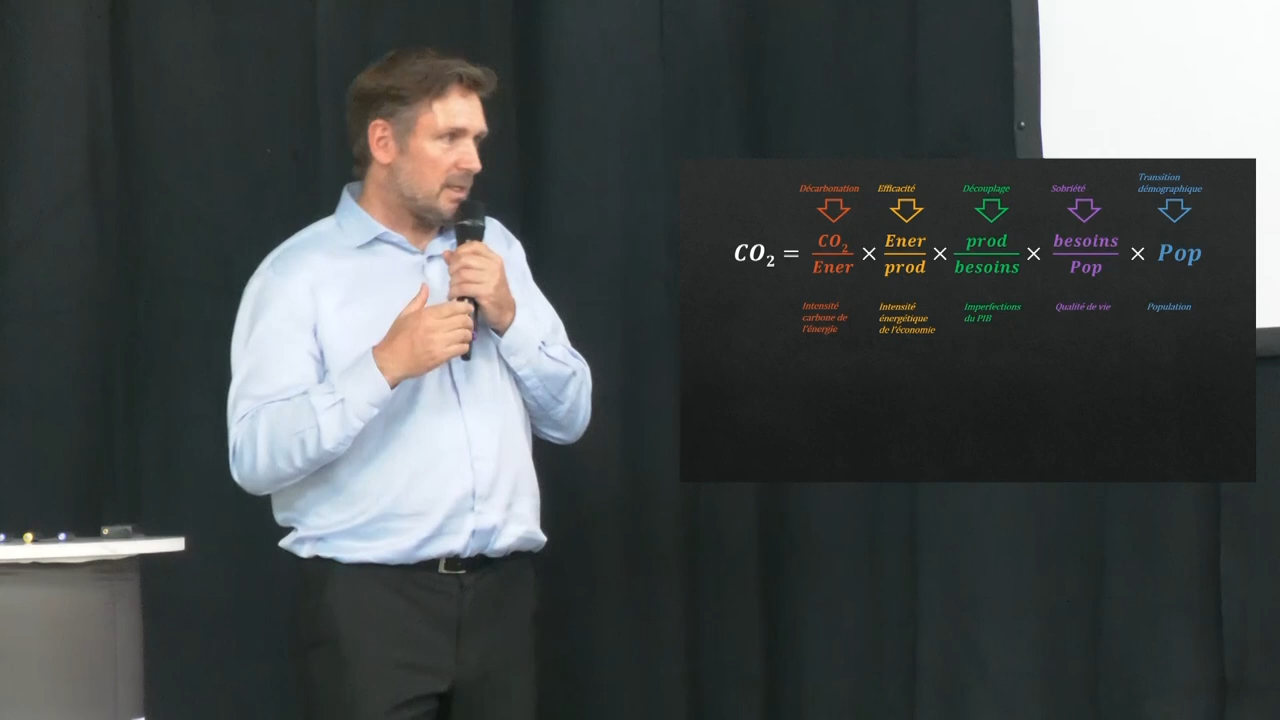 Décarbonation Efficacité Découplage Sobriété Transition démographique
CO₂ = CO₂/Ener × Ener/prod × prod/besoins × besoins/Pop × Pop
Intensité carbone de l'énergie
Intensité énergétique de l'économie
Imperfections du PIB
Qualité de vie
Population